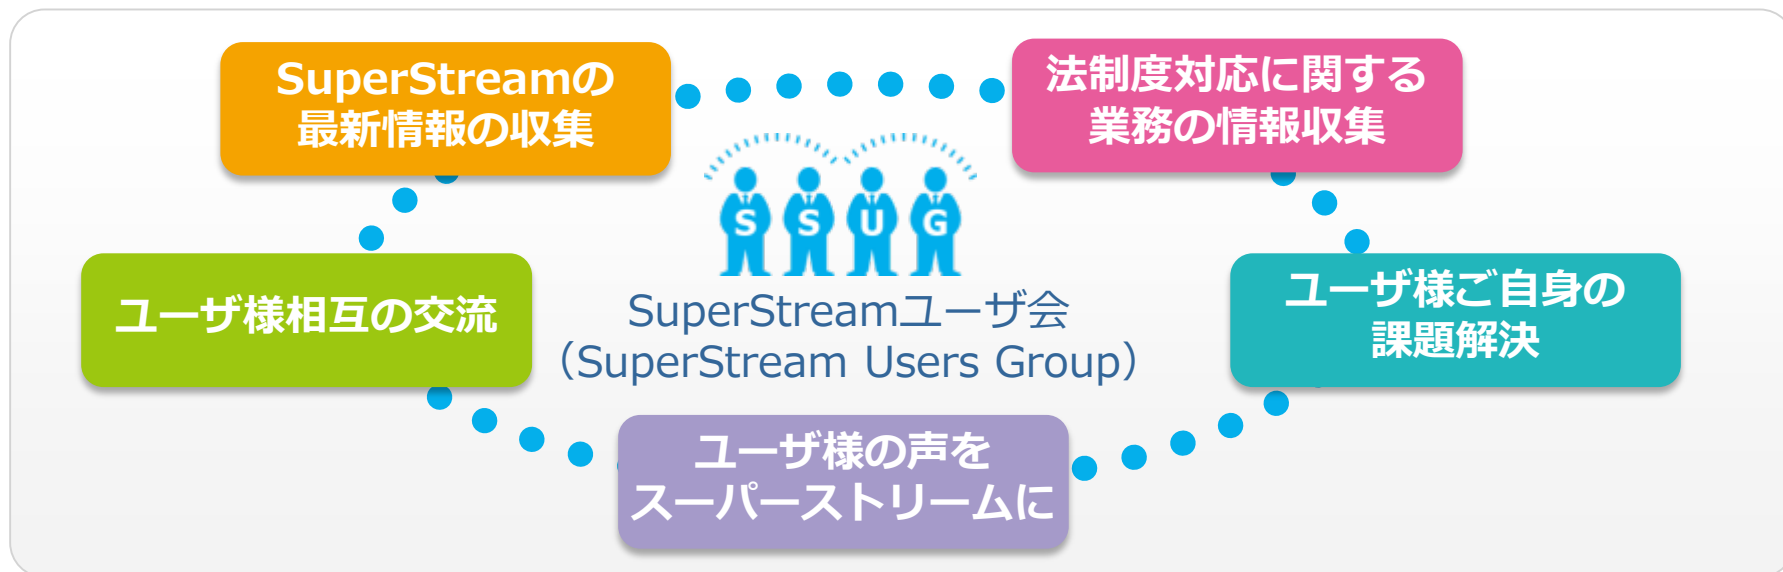 SuperStreamの
最新情報の収集
法制度対応に関する
業務の情報収集
S S U G
ユーザ様相互の交流
SuperStreamユーザ会
（SuperStream Users Group）
ユーザ様ご自身の
課題解決
ユーザ様の声を
スーパーストリームに